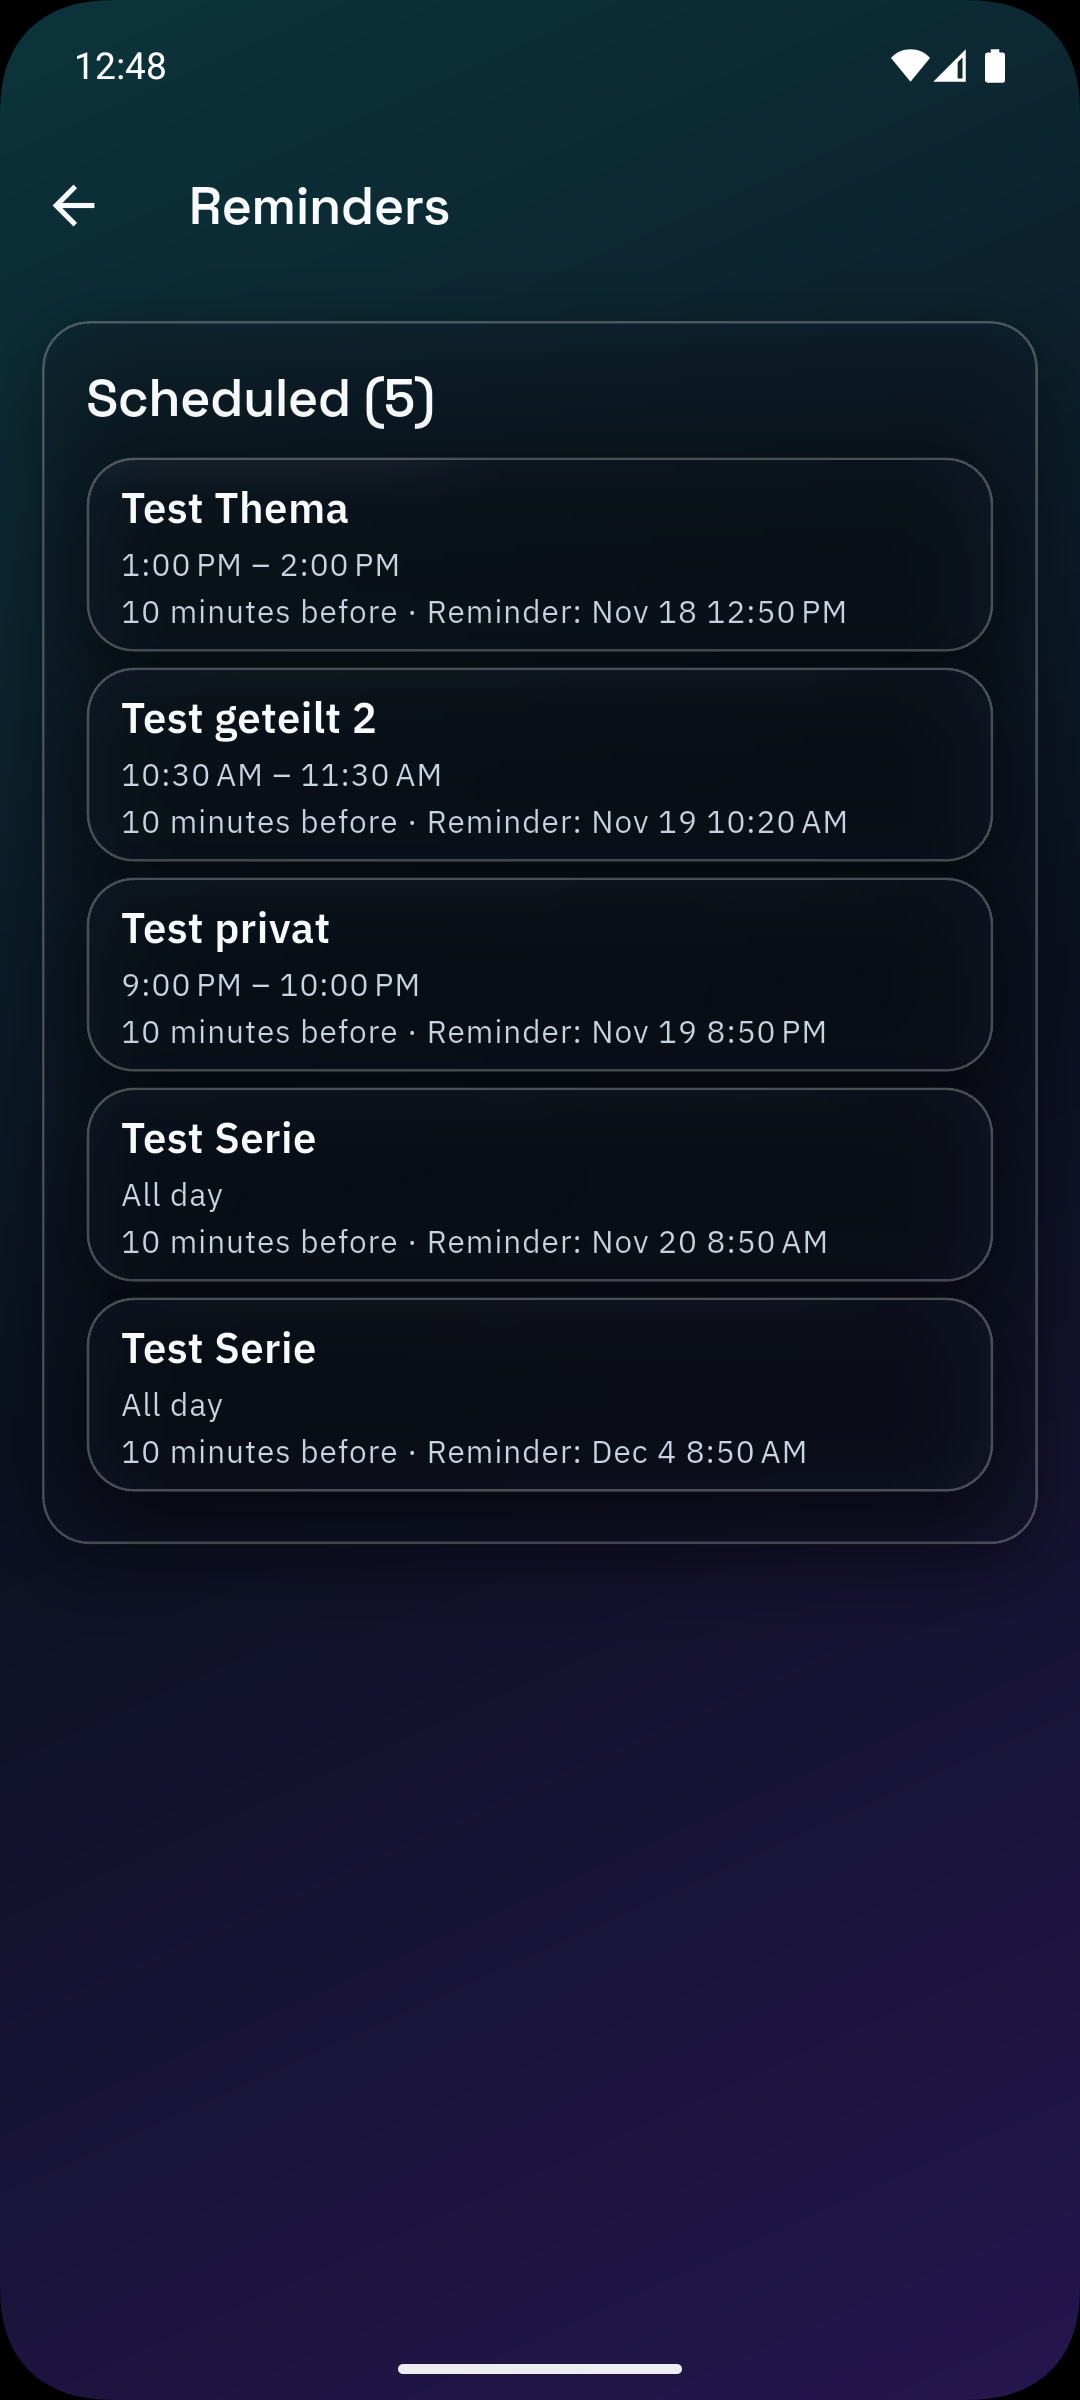 12:48
Reminders
Scheduled (5)
Test Thema
1:00 PM – 2:00 PM
10 minutes before · Reminder: Nov 18 12:50 PM
Test geteilt 2
10:30 AM – 11:30 AM
10 minutes before · Reminder: Nov 19 10:20 AM
Test privat
9:00 PM – 10:00 PM
10 minutes before · Reminder: Nov 19 8:50 PM
Test Serie
All day
10 minutes before · Reminder: Nov 20 8:50 AM
Test Serie
All day
10 minutes before · Reminder: Dec 4 8:50 AM